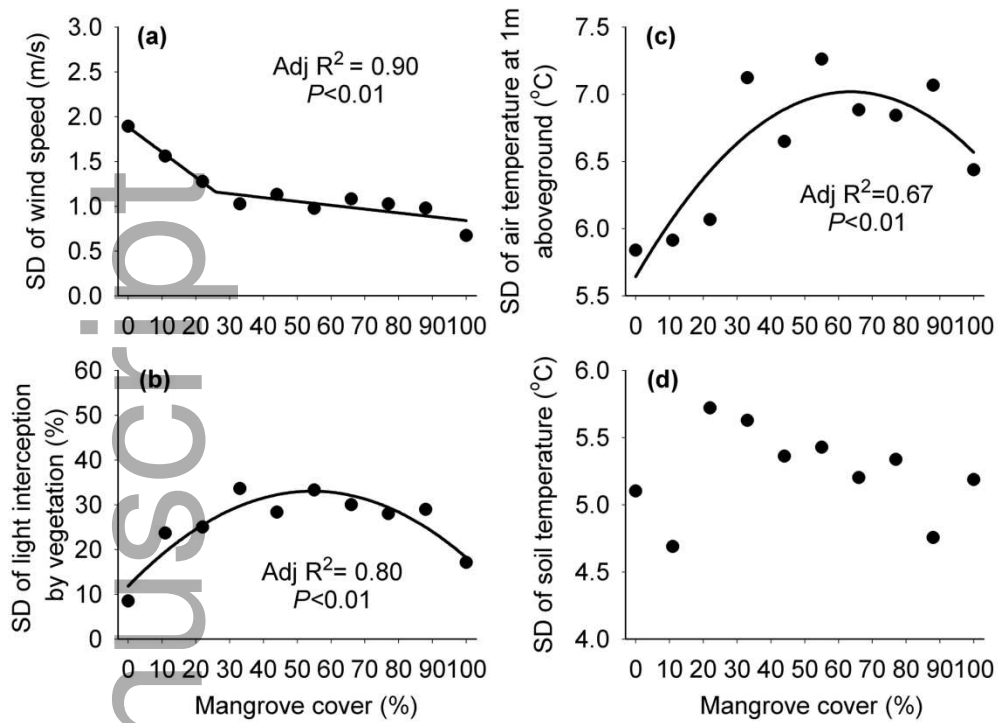 (a)
Adj R² = 0.90
P<0.01
SD of wind speed (m/s)
3.0
2.5
2.0
1.5
1.0
0.5
0.0
0 10 20 30 40 50 60 70 80 90 100
(c)
Adj R²=0.67
P<0.01
SD of air temperature at 1m
aboveground (°C)
7.5
7.0
6.5
6.0
5.5
0 10 20 30 40 50 60 70 80 90 100
(b)
Adj R²= 0.80
P<0.01
SD of light interception
by vegetation (%)
60
50
40
30
20
10
0
0 10 20 30 40 50 60 70 80 90 100
Mangrove cover (%)
(d)
SD of soil temperature (°C)
6.0
5.5
5.0
4.5
4.0
0 10 20 30 40 50 60 70 80 90 100
Mangrove cover (%)
nuscript